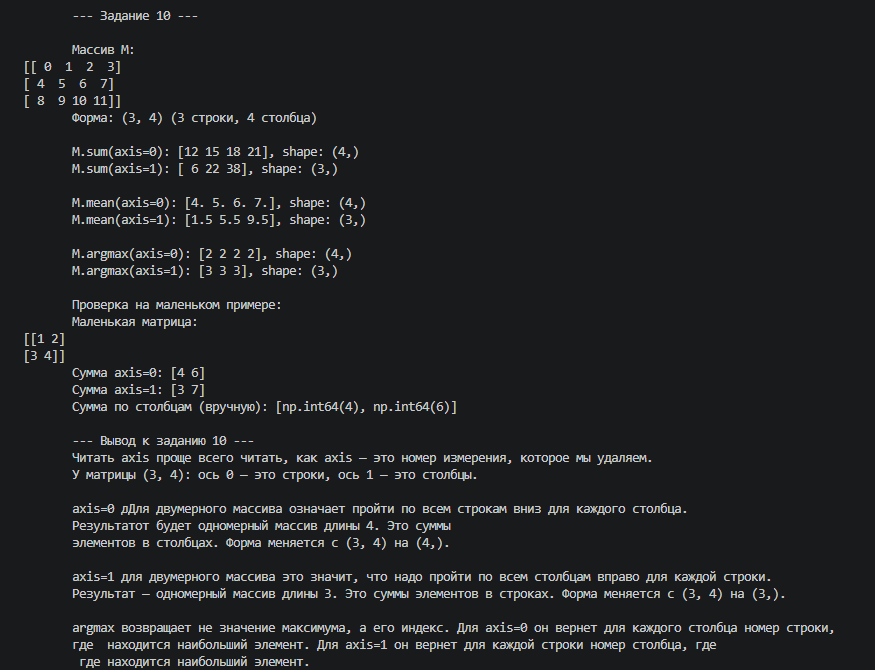 --- Задание 10 ---
Массив M:
[[ 0  1  2  3]
[ 4  5  6  7]
[ 8  9 10 11]]
Форма: (3, 4) (3 строки, 4 столбца)
M.sum(axis=0): [12 15 18 21], shape: (4,)
M.sum(axis=1): [ 6 22 38], shape: (3,)
M.mean(axis=0): [4. 5. 6. 7.], shape: (4,)
M.mean(axis=1): [1.5 5.5 9.5], shape: (3,)
M.argmax(axis=0): [2 2 2 2], shape: (4,)
M.argmax(axis=1): [3 3 3], shape: (3,)
Проверка на маленьком примере:
Маленькая матрица:
[[1 2]
[3 4]]
Сумма axis=0: [4 6]
Сумма axis=1: [3 7]
Сумма по столбцам (вручную): [np.int64(4), np.int64(6)]
--- Вывод к заданию 10 ---
Читать axis проще всего читать, как axis — это номер измерения, которое мы удаляем.
У матрицы (3, 4): ось 0 — это строки, ось 1 — это столбцы.
axis=0 дДля двумерного массива означает пройти по всем строкам вниз для каждого столбца.
Результатот будет одномерный массив длины 4. Это суммы
элементов в столбцах. Форма меняется с (3, 4) на (4,).
axis=1 для двумерного массива это значит, что надо пройти по всем столбцам вправо для каждой строки.
Результат — одномерный массив длины 3. Это суммы элементов в строках. Форма меняется с (3, 4) на (3,).
argmax возвращает не значение максимума, а его индекс. Для axis=0 он вернет для каждого столбца номер строки,
где  находится наибольший элемент. Для axis=1 он вернет для каждой строки номер столбца, где
где находится наибольший элемент.